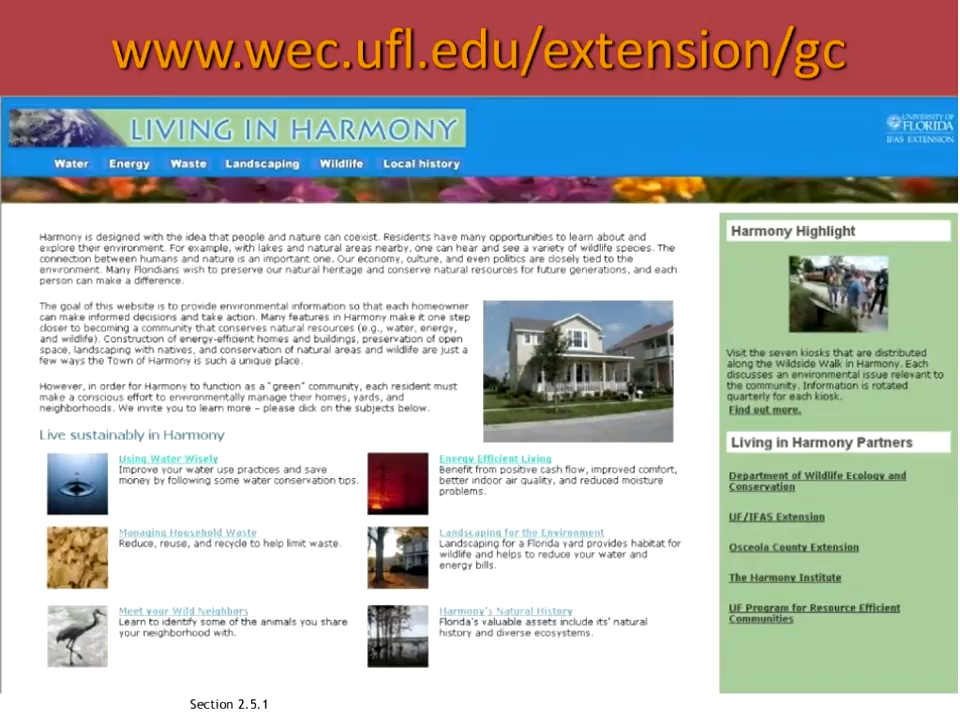 www.wec.ufl.edu/extension/gc
LIVING IN HARMONY
UNIVERSITY OF
FLORIDA
IFAS EXTENSION
Water Energy Waste Landscaping Wildlife Local history
Harmony is designed with the idea that people and nature can coexist. Residents have many opportunities to learn about and
explore their environment. For example, with lakes and natural areas nearby, one can hear and see a variety of wildlife species. The
connection between humans and nature is an important one. Our economy, culture, and even politics are closely tied to the
environment. Many Floridians wish to preserve our natural heritage and conserve natural resources for future generations, and each
person can make a difference.
The goal of this website is to provide environmental information so that each homeowner
can make informed decisions and take action. Many features in Harmony make it one step
closer to becoming a community that conserves natural resources (e.g., water, energy,
and wildlife). Construction of energy-efficient homes and buildings, preservation of open
space, landscaping with natives, and conservation of natural areas and wildlife are just a
few ways the Town of Harmony is such a unique place.
However, in order for Harmony to function as a "green" community, each resident must
make a conscious effort to environmentally manage their homes, yards, and
neighborhoods. We invite you to learn more – please click on the subjects below.
Live sustainably in Harmony
Using Water Wisely
Improve your water use practices and save
money by following some water conservation tips.
Energy Efficient Living
Benefit from positive cash flow, improved comfort,
better indoor air quality, and reduced moisture
problems.
Managing Household Waste
Reduce, reuse, and recycle to help limit waste.
Landscaping for the Environment
Landscaping for a Florida yard provides habitat for
wildlife and helps to reduce your water and
energy bills.
Meet your Wild Neighbors
Learn to identify some of the animals you share
your neighborhood with.
Harmony's Natural History
Florida's valuable assets include its' natural
history and diverse ecosystems.
Harmony Highlight
Visit the seven kiosks that are distributed
along the Wildside Walk in Harmony. Each
discusses an environmental issue relevant to
the community. Information is rotated
quarterly for each kiosk.
Find out more.
Living in Harmony Partners
Department of Wildlife Ecology and
Conservation
UF/IFAS Extension
Osceola County Extension
The Harmony Institute
UF Program for Resource Efficient
Communities
Section 2.5.1